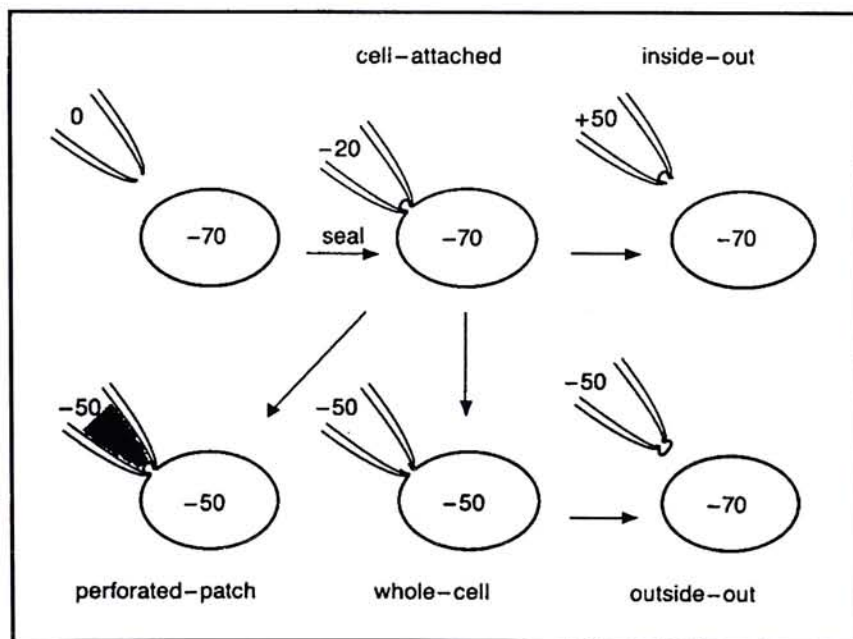 cell-attached inside-out
0 -20 +50
-70 seal -70 -70
-50 -50 -50
-50 -50 -70
perforated-patch whole-cell outside-out